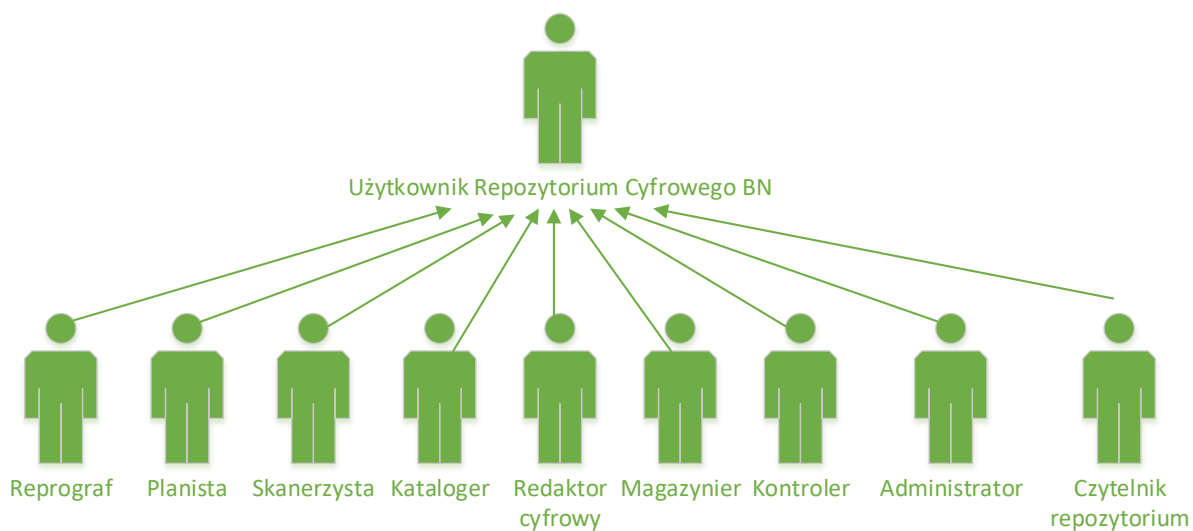 Użytkownik Repozytorium Cyfrowego BN
Reprograf
Planista
Skanerzysta
Kataloger
Redaktor
cyfrowy
Magazynier
Kontroler
Administrator
Czytelnik
repozytorium